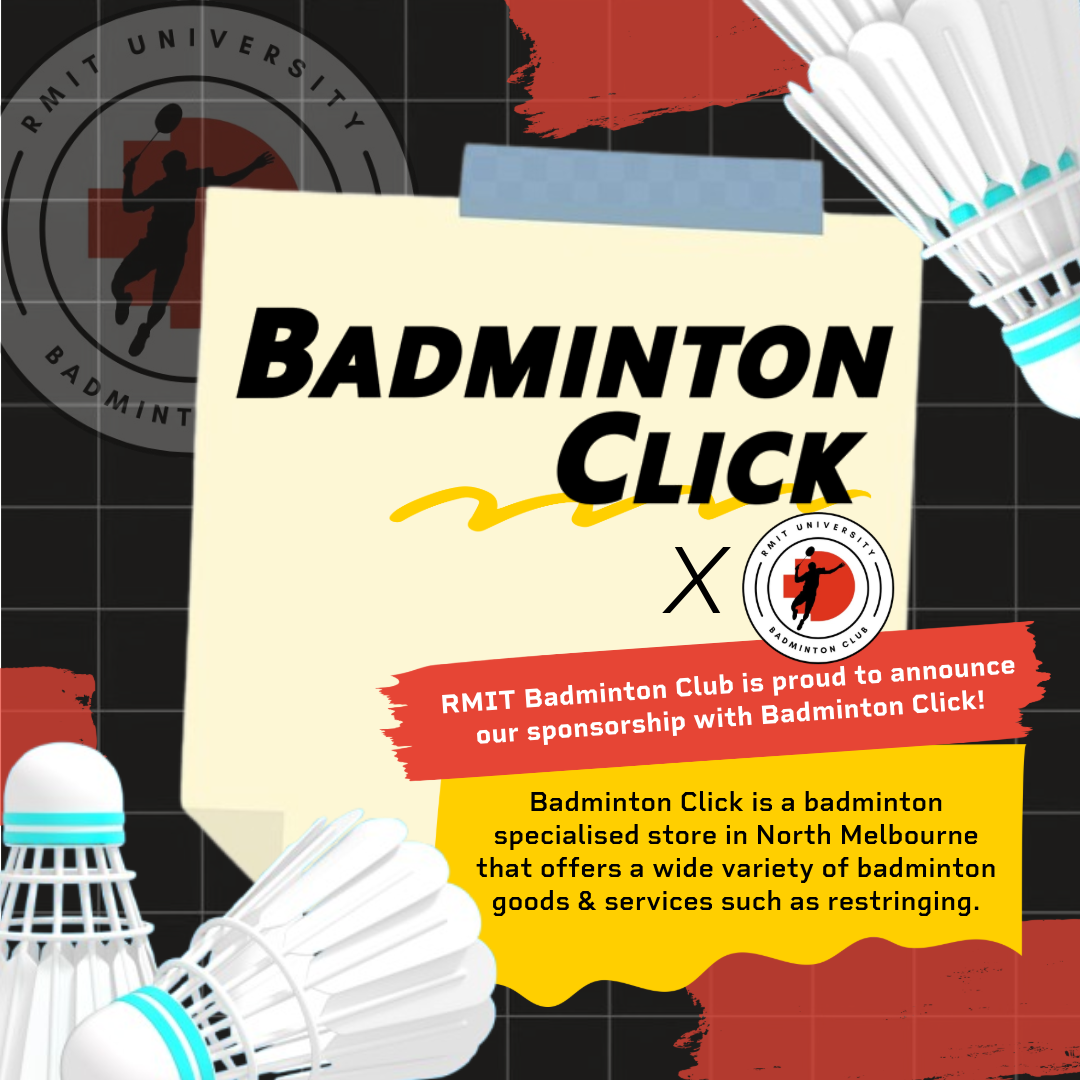 RMIT UNIVERSITY
BADMINT
BADMINTON
CLICK
X
RMIT UNIVERSITY
BADMINTON CLUB
RMIT Badminton Club is proud to announce
our sponsorship with Badminton Click!
Badminton Click is a badminton
specialised store in North Melbourne
that offers a wide variety of badminton
goods & services such as restringing.